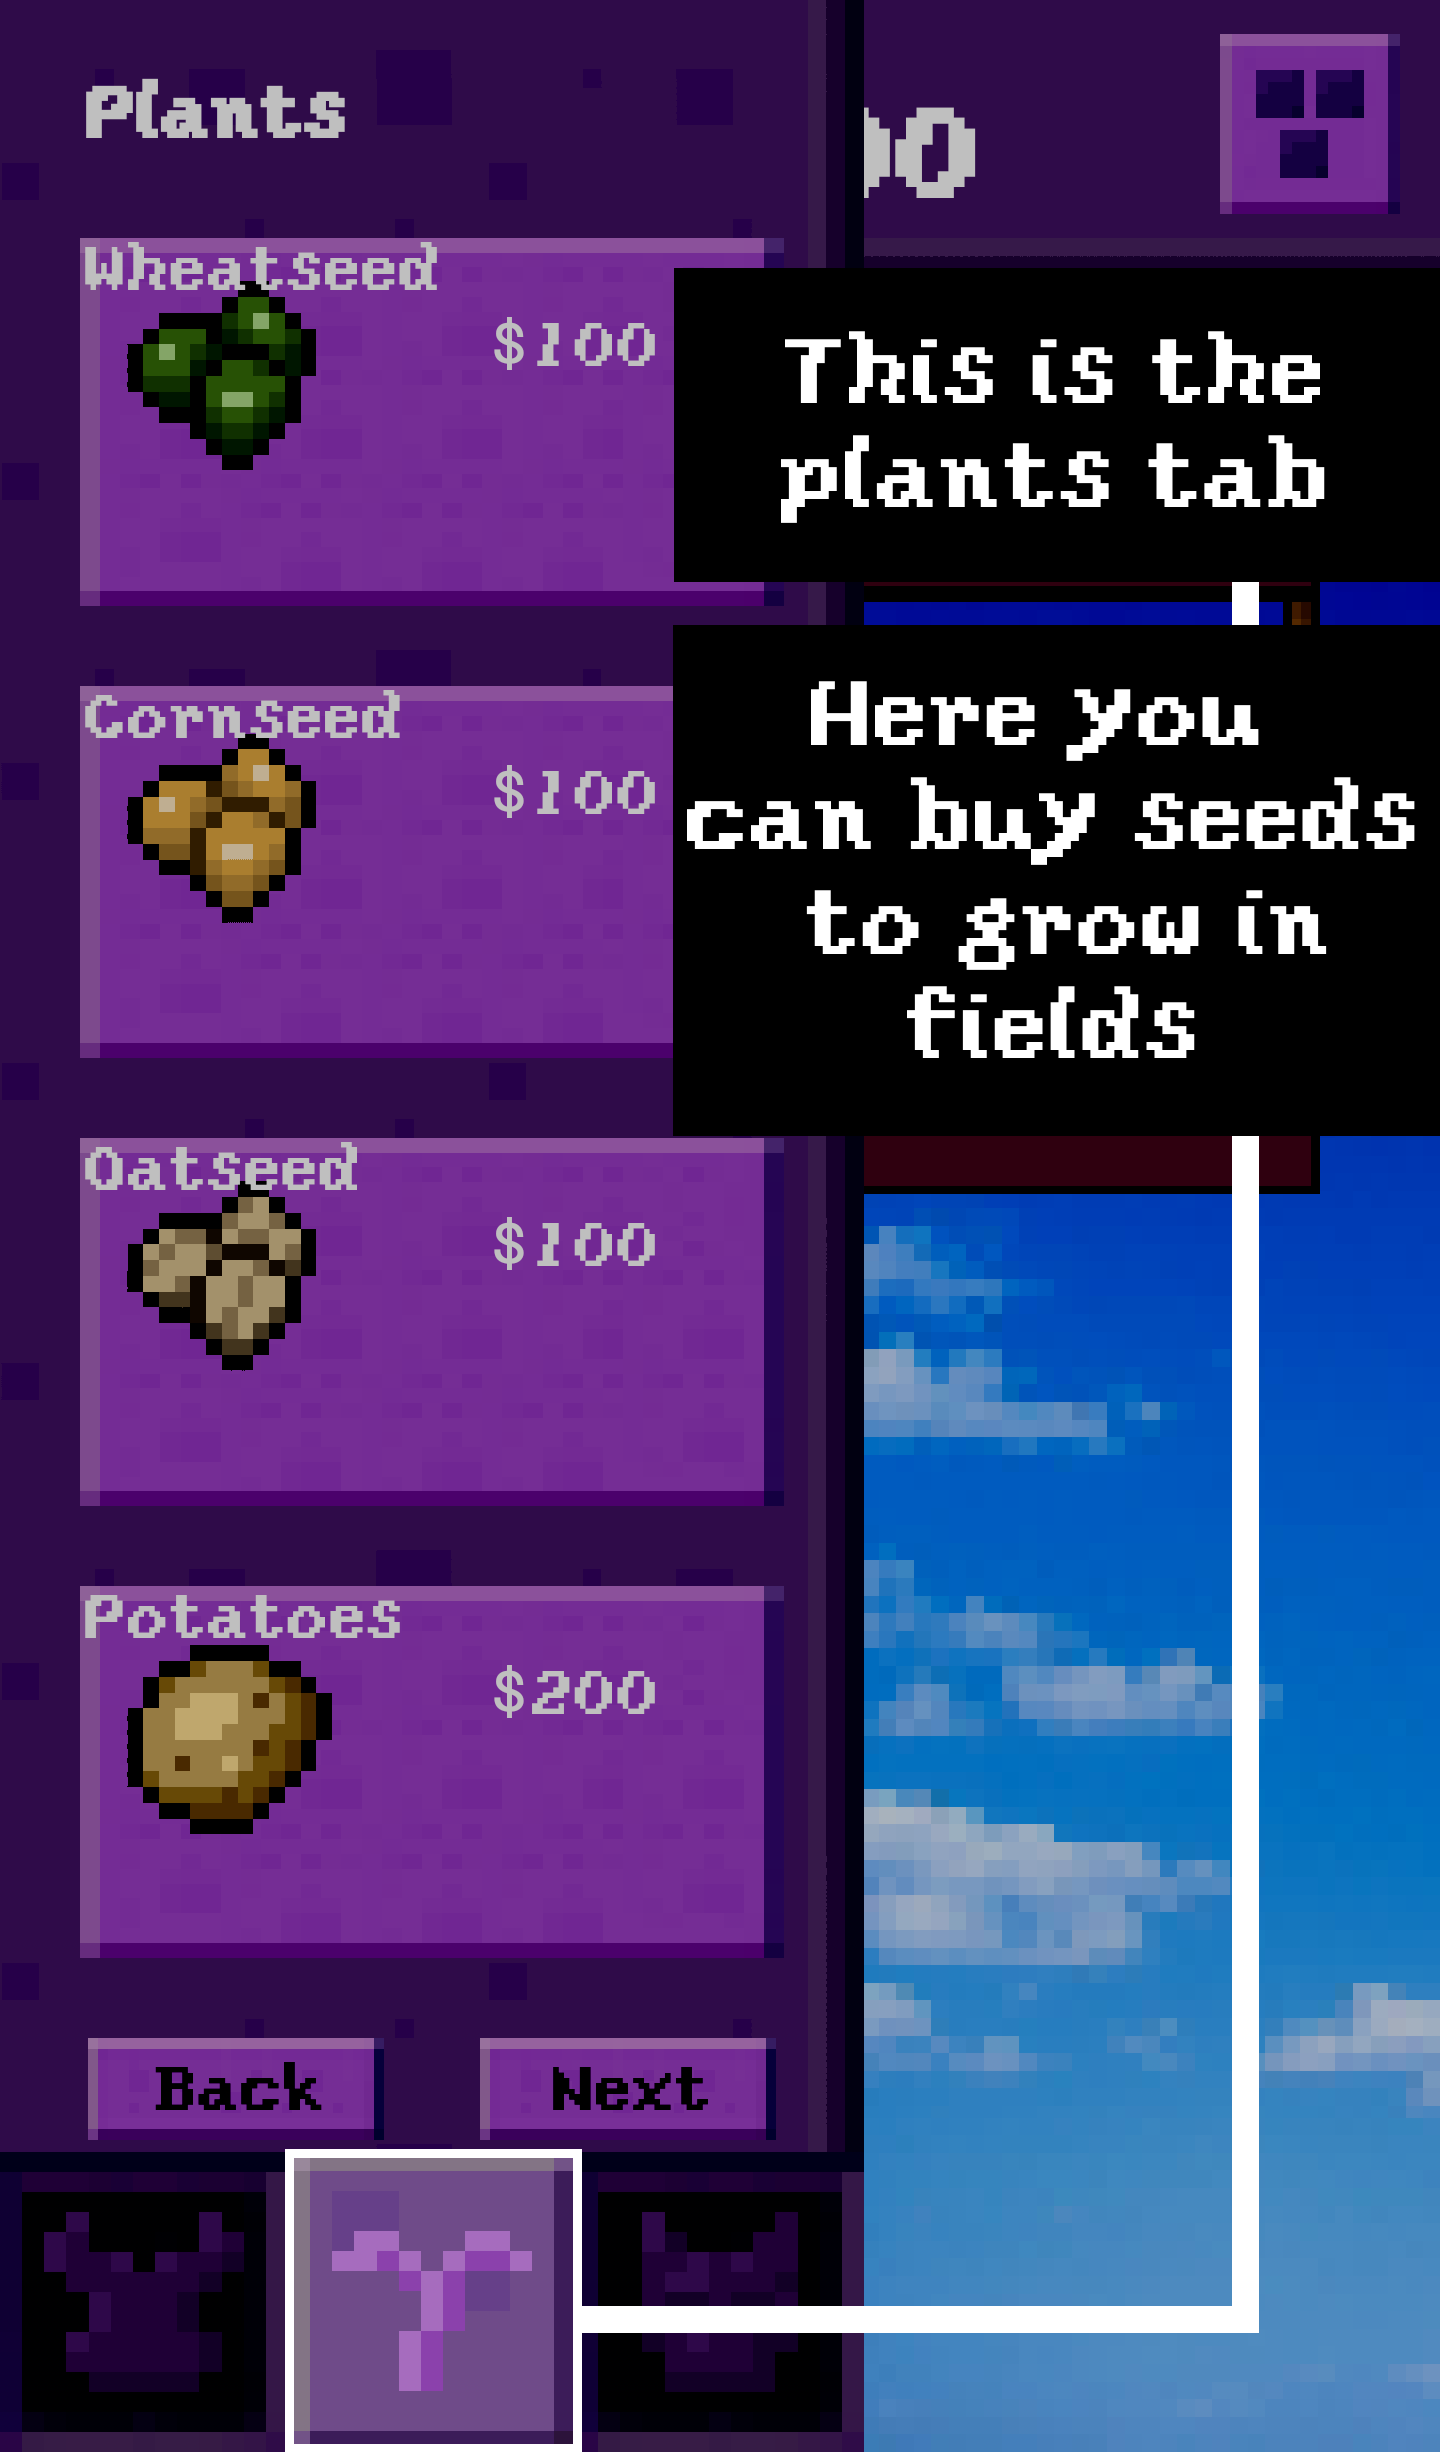 Plants
00
Wheatseed
$100
This is the
plants tab
Cornseed
$100
Here you
can buy seeds
to grow in
fields
Oatseed
$100
Potatoes
$200
Back
Next